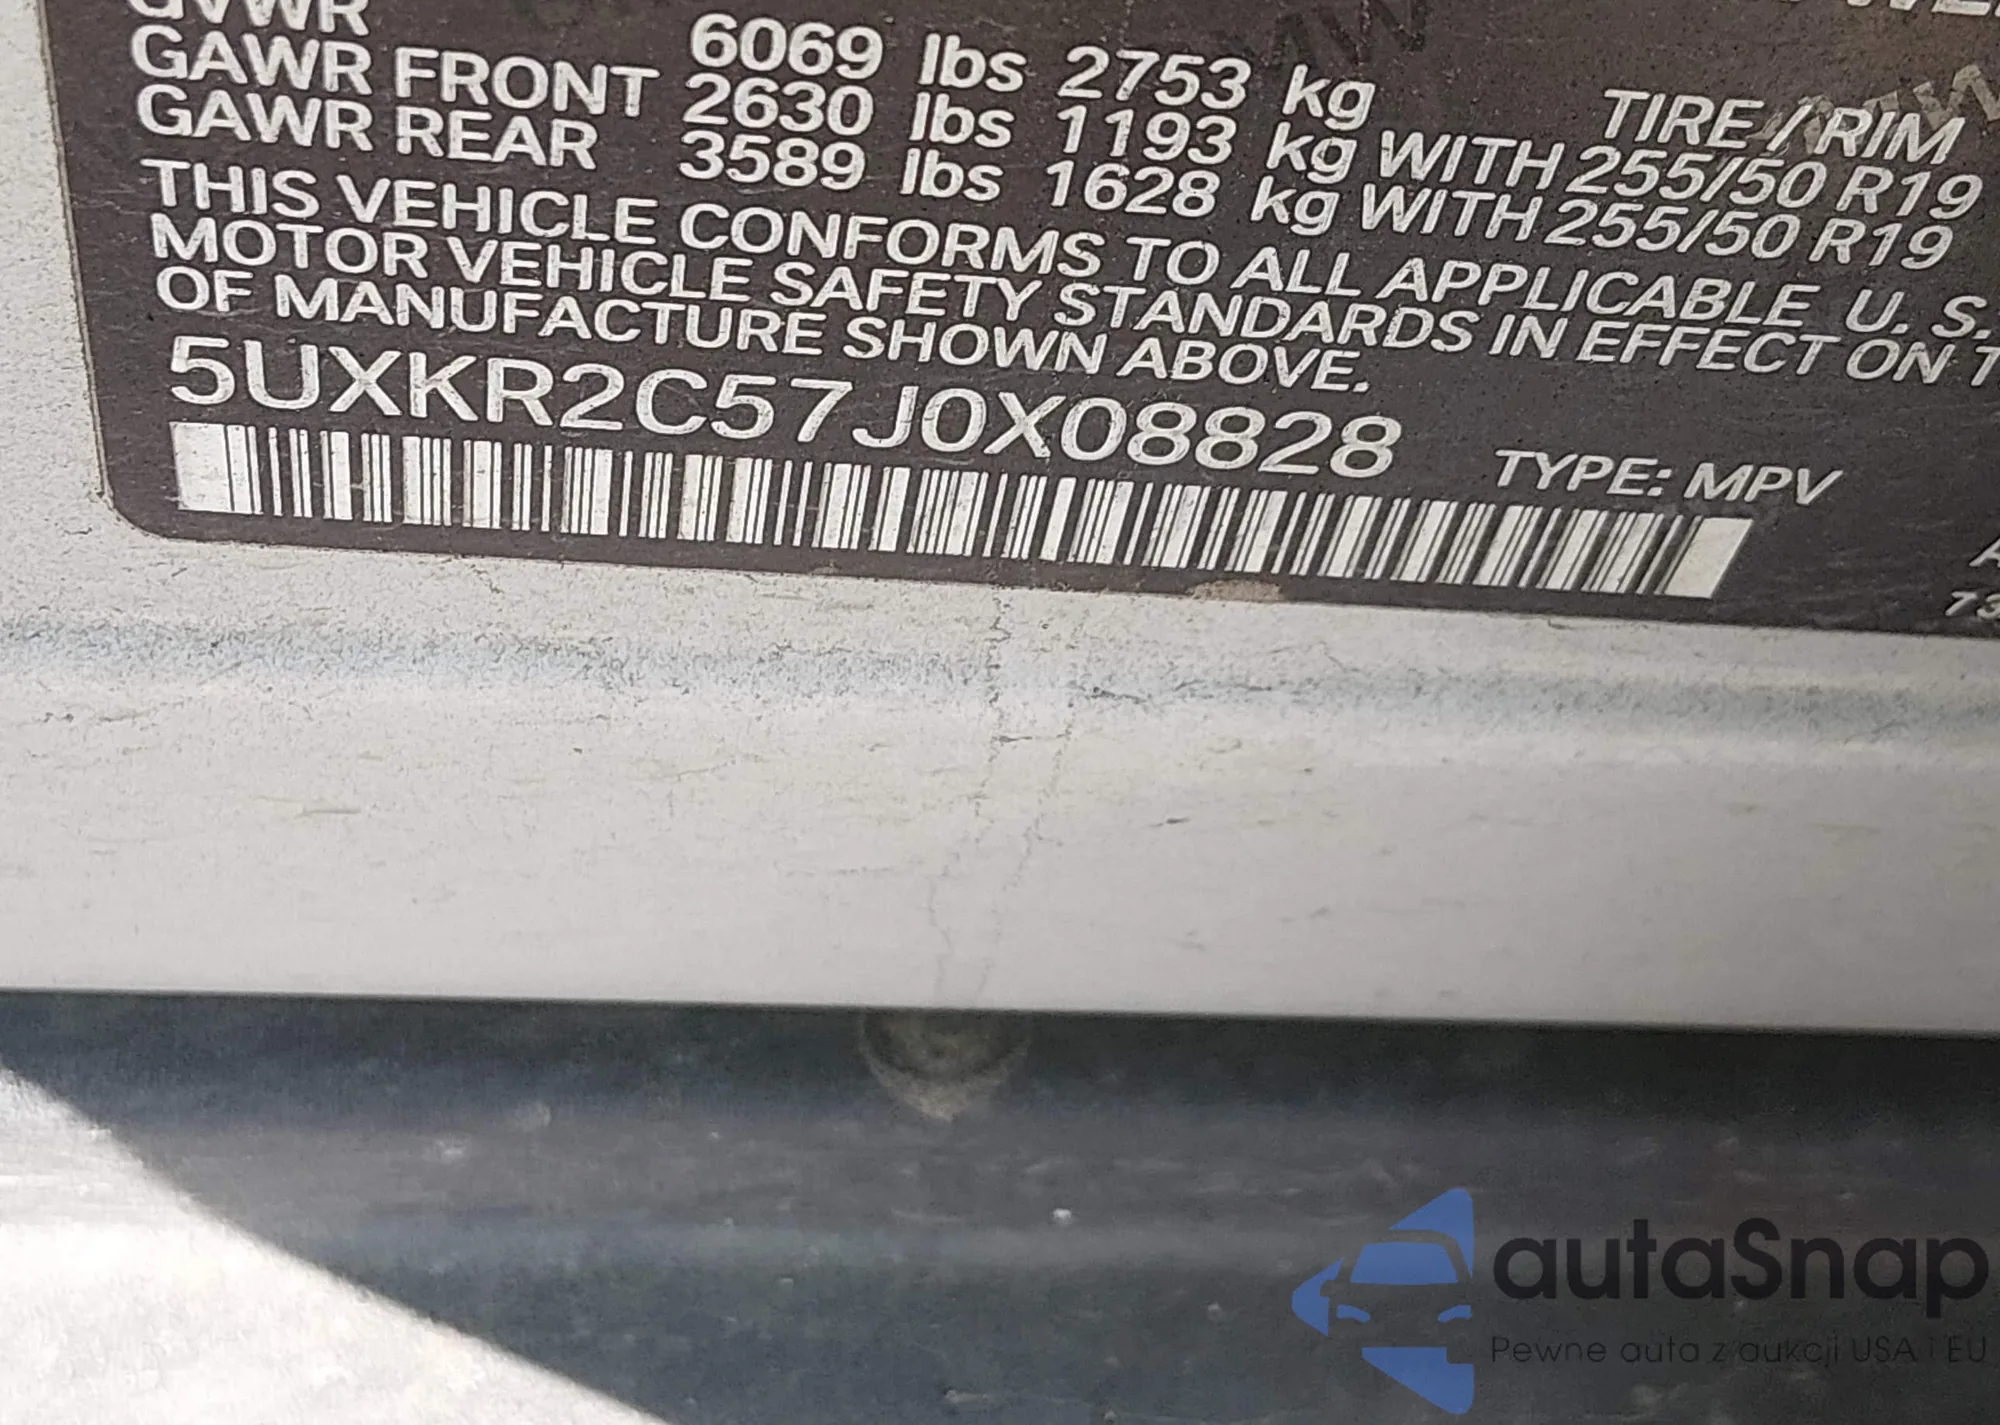 GVWR 6069 lbs 2753 kg TIRE / RIM
GAWR FRONT 2630 lbs 1193 kg WITH 255/50 R19
GAWR REAR 3589 lbs 1628 kg WITH 255/50 R19
THIS VEHICLE CONFORMS TO ALL APPLICABLE U. S.
MOTOR VEHICLE SAFETY STANDARDS IN EFFECT ON T
OF MANUFACTURE SHOWN ABOVE.
5UXKR2C57J0X08828 TYPE: MPV
A
73
autaSnap
Pewne auta z aukcji USA i EU